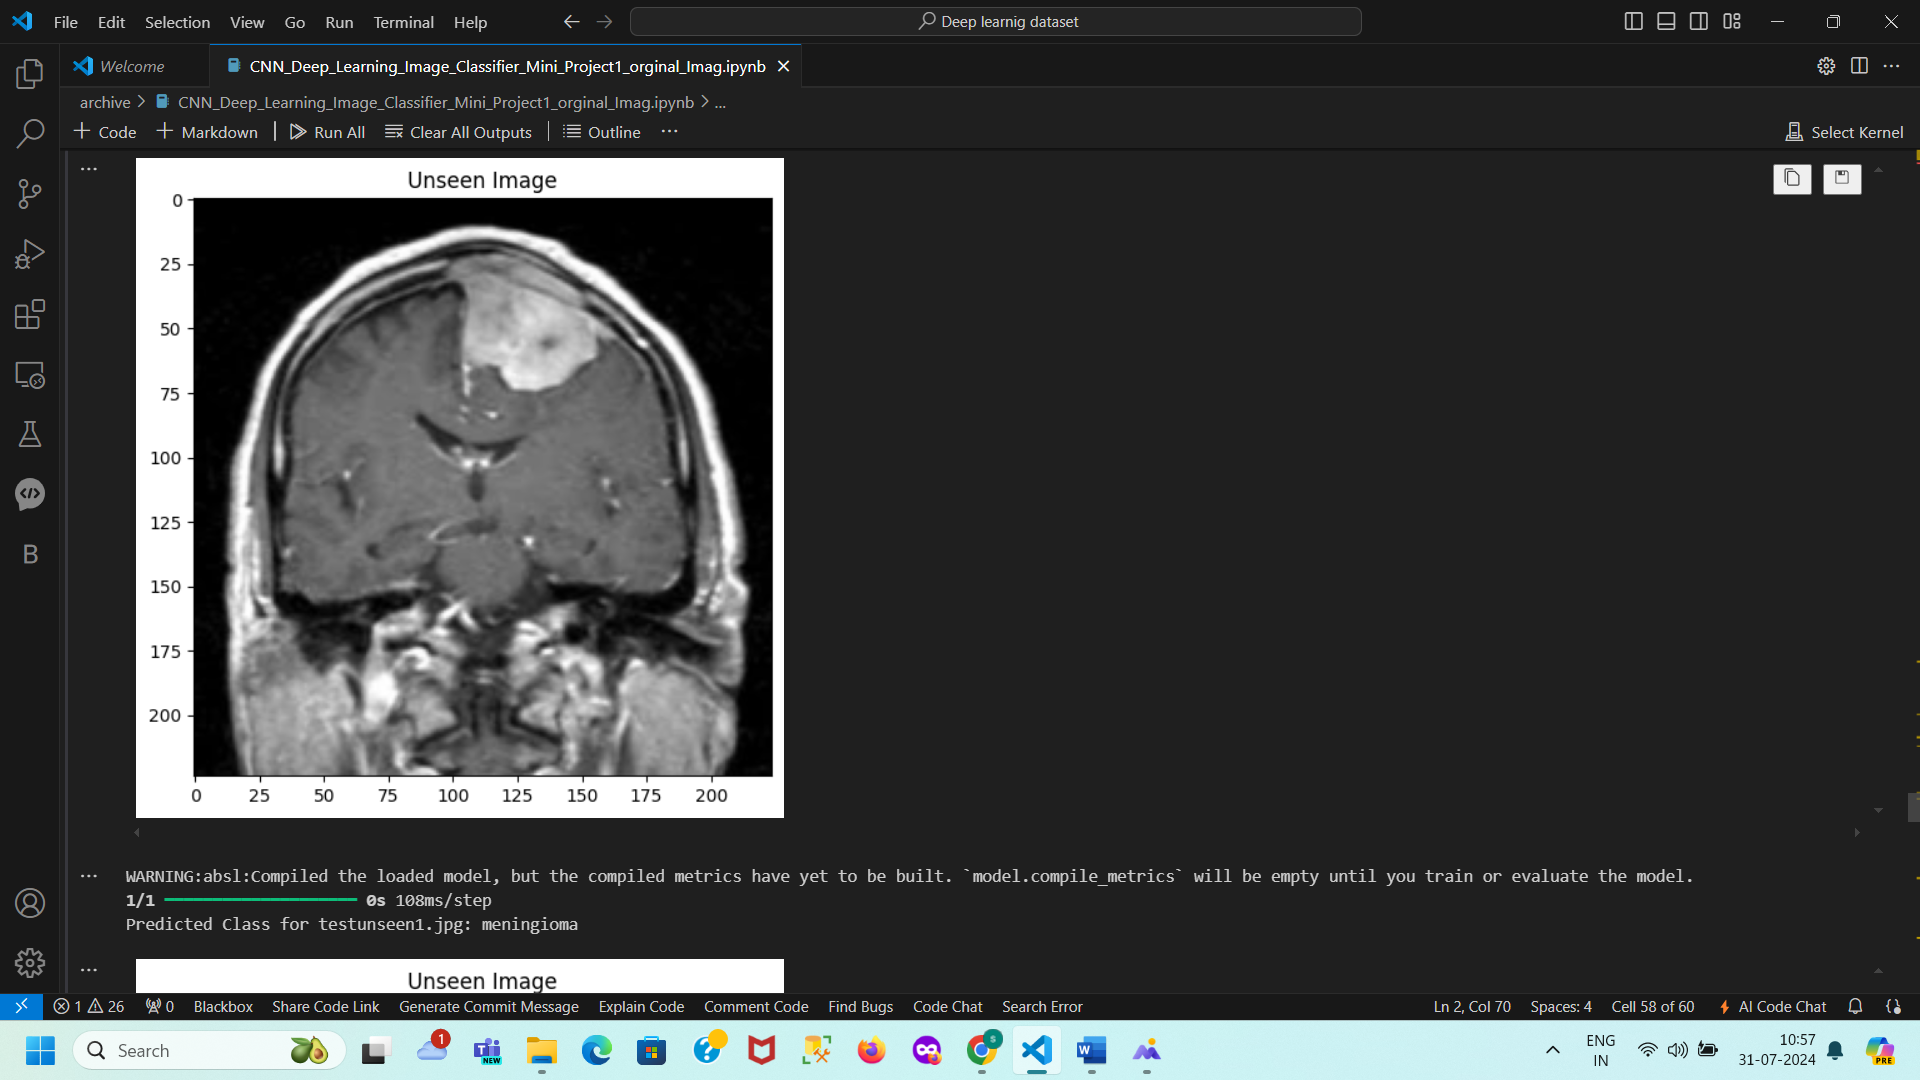 File Edit Selection View Go Run Terminal Help
Deep learnig dataset
Welcome
CNN_Deep_Learning_Image_Classifier_Mini_Project1_orginal_Imag.ipynb
archive > CNN_Deep_Learning_Image_Classifier_Mini_Project1_orginal_Imag.ipynb > ...
+ Code + Markdown Run All Clear All Outputs Outline ...
Select Kernel
Unseen Image
0
25
50
75
100
125
150
175
200
0 25 50 75 100 125 150 175 200
B
WARNING:absl:Compiled the loaded model, but the compiled metrics have yet to be built. `model.compile_metrics` will be empty until you train or evaluate the model.
1/1 0s 108ms/step
Predicted Class for testunseen1.jpg: meningioma
Unseen Image
1 26 0 Blackbox Share Code Link Generate Commit Message Explain Code Comment Code Find Bugs Code Chat Search Error
Ln 2, Col 70 Spaces: 4 Cell 58 of 60 AI Code Chat
Search
1
NEW
S
ENG
IN
10:57
31-07-2024
PRE